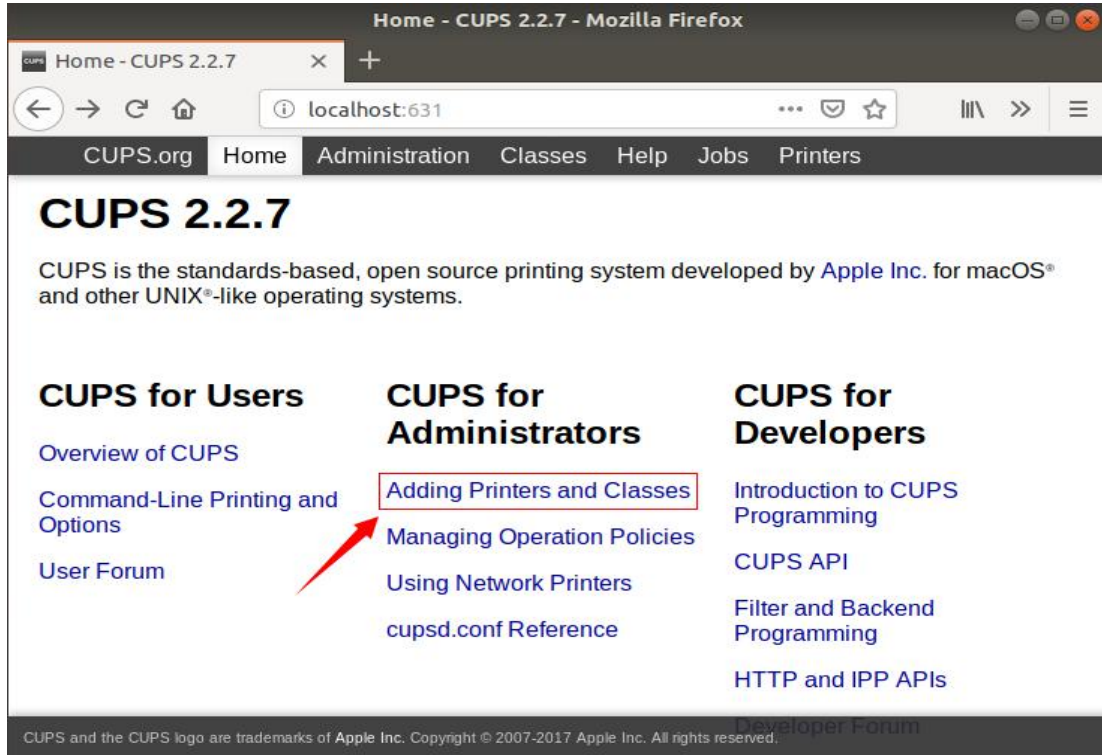 Home - CUPS 2.2.7 - Mozilla Firefox
CUPS Home - CUPS 2.2.7
localhost:631
CUPS.org Home Administration Classes Help Jobs Printers
CUPS 2.2.7
CUPS is the standards-based, open source printing system developed by Apple Inc. for macOS®
and other UNIX®-like operating systems.
CUPS for Users
Overview of CUPS
Command-Line Printing and
Options
User Forum
CUPS for
Administrators
Adding Printers and Classes
Managing Operation Policies
Using Network Printers
cupsd.conf Reference
CUPS for
Developers
Introduction to CUPS
Programming
CUPS API
Filter and Backend
Programming
HTTP and IPP APIs
Developer Forum
CUPS and the CUPS logo are trademarks of Apple Inc. Copyright © 2007-2017 Apple Inc. All rights reserved.